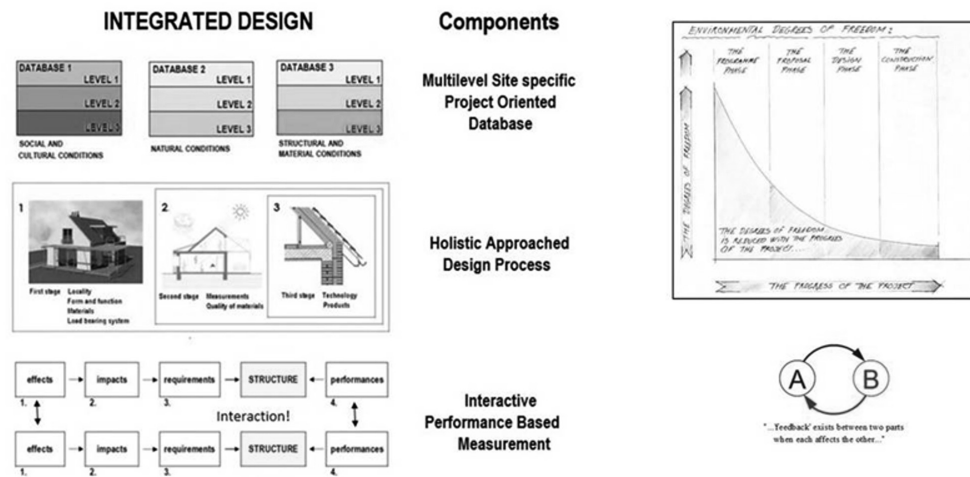 INTEGRATED DESIGN
Components
DATABASE 1
LEVEL 1
LEVEL 2
LEVEL 3
SOCIAL AND
CULTURAL CONDITIONS
DATABASE 2
LEVEL 1
LEVEL 2
LEVEL 3
NATURAL CONDITIONS
DATABASE 3
LEVEL 1
LEVEL 2
LEVEL 3
STRUCTURAL AND
MATERIAL CONDITIONS
Multilevel Site specific
Project Oriented
Database
1
First stage Locality
Form and function
Materials
Load bearing system
2
Second stage Measurements
Quality of materials
3
Third stage Technology
Products
Holistic Approached
Design Process
effects
impacts
requirements
STRUCTURE
performances
1.
2.
3.
4.
Interaction!
effects
impacts
requirements
STRUCTURE
performances
1.
2.
3.
4.
Interactive
Performance Based
Measurement
ENVIRONMENTAL DEGREES OF FREEDOM:
THE
PROGRAMME
PHASE
THE
PROPOSAL
PHASE
THE
DESIGN
PHASE
THE
CONSTRUCTION
PHASE
THE DEGREES OF FREEDOM
THE DEGREES OF FREEDOM
IS REDUCED WITH THE PROGRESS
OF THE PROJECT....
THE PROGRESS OF THE PROJECT
A
B
"...'feedback' exists between two parts
when each affects the other..."